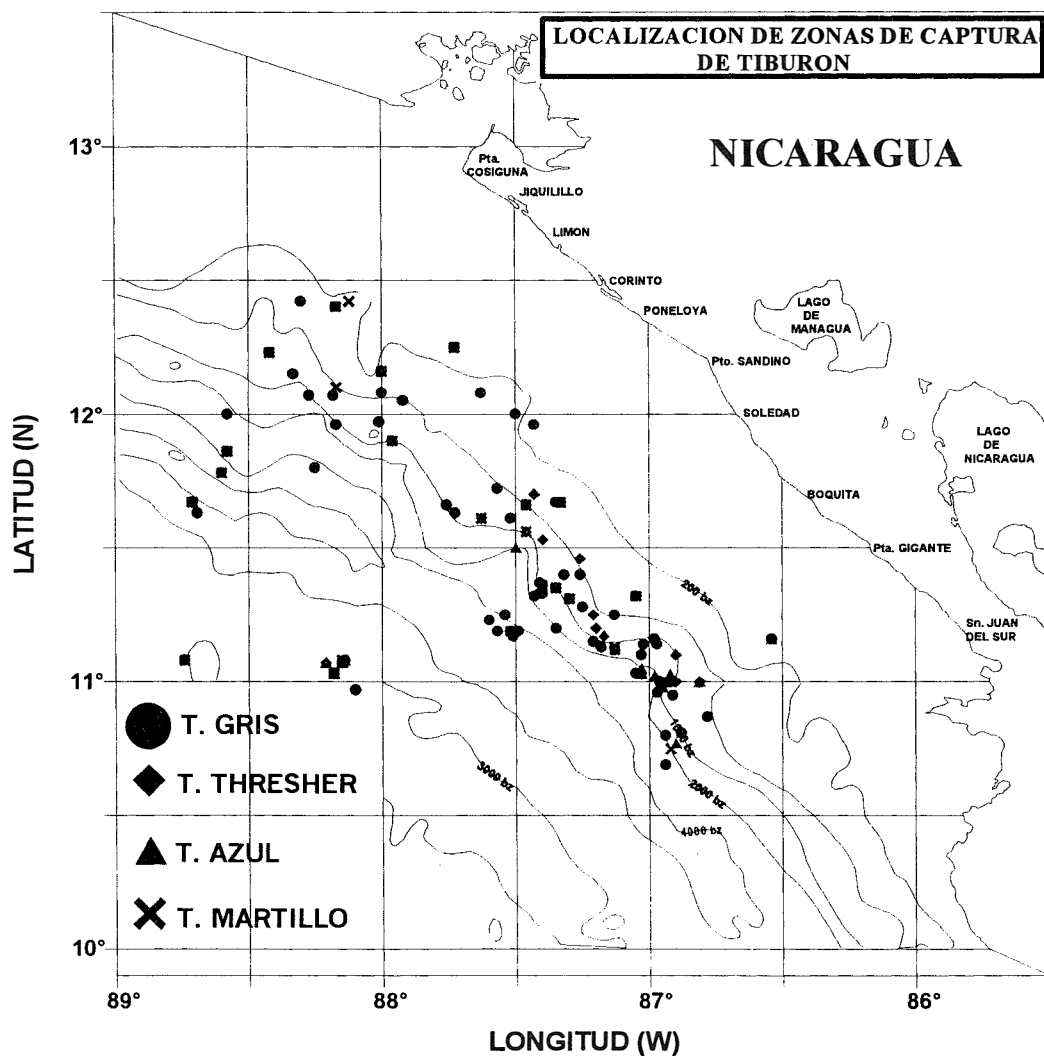 LOCALIZACION DE ZONAS DE CAPTURA
DE TIBURON
NICARAGUA
13°
Pta.
COSIGUNA
JIQUILILLO
LIMON
CORINTO
PONELOYA
LAGO
DE
MANAGUA
Pto. SANDINO
12°
SOLEDAD
LAGO
DE
NICARAGUA
BOQUITA
Pta. GIGANTE
200 bz
Sn. JUAN
DEL SUR
11°
T. GRIS
T. THRESHER
T. AZUL
T. MARTILLO
3000 bz
2000 bz
4000 bz
10°
89°
88°
87°
86°
LATITUD (N)
LONGITUD (W)